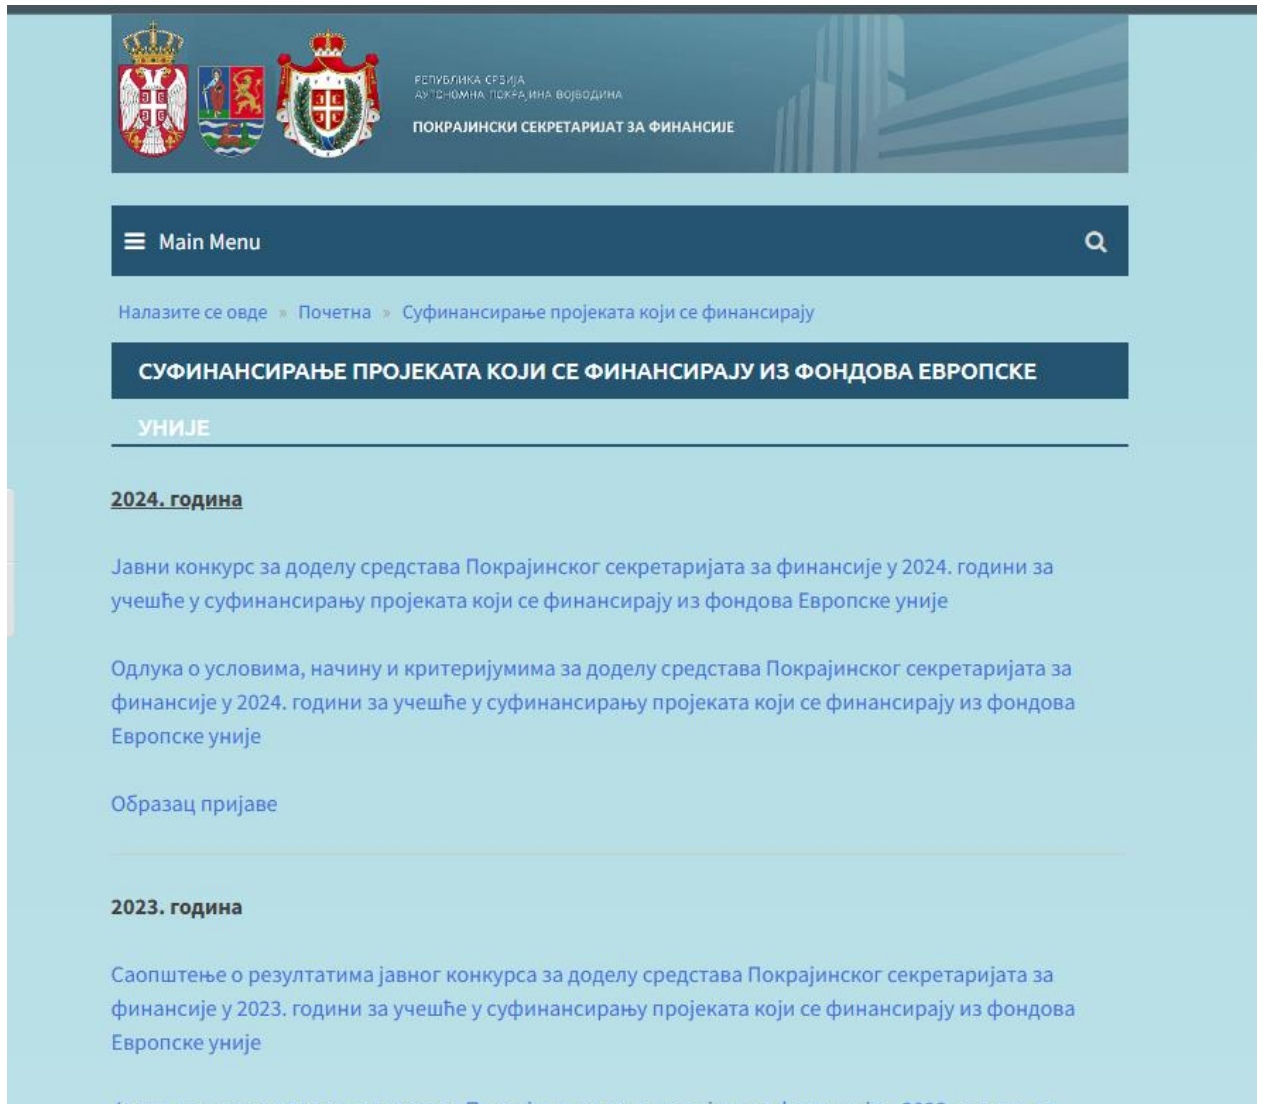 РЕПУБЛИКА СРБИЈА
АУТОНОМНА ПОКРАЈИНА ВОЈВОДИНА
ПОКРАЈИНСКИ СЕКРЕТАРИЈАТ ЗА ФИНАНСИЈЕ
Main Menu
Налазите се овде » Почетна » Суфинансирање пројеката који се финансирају
СУФИНАНСИРАЊЕ ПРОЈЕКАТА КОЈИ СЕ ФИНАНСИРАЈУ ИЗ ФОНДОВА ЕВРОПСКЕ
УНИЈЕ
2024. година
Јавни конкурс за доделу средстава Покрајинског секретаријата за финансије у 2024. години за
учешће у суфинансирању пројеката који се финансирају из фондова Европске уније
Одлука о условима, начину и критеријумима за доделу средстава Покрајинског секретаријата за
финансије у 2024. години за учешће у суфинансирању пројеката који се финансирају из фондова
Европске уније
Образац пријаве
2023. година
Саопштење о резултатима јавног конкурса за доделу средстава Покрајинског секретаријата за
финансије у 2023. години за учешће у суфинансирању пројеката који се финансирају из фондова
Европске уније